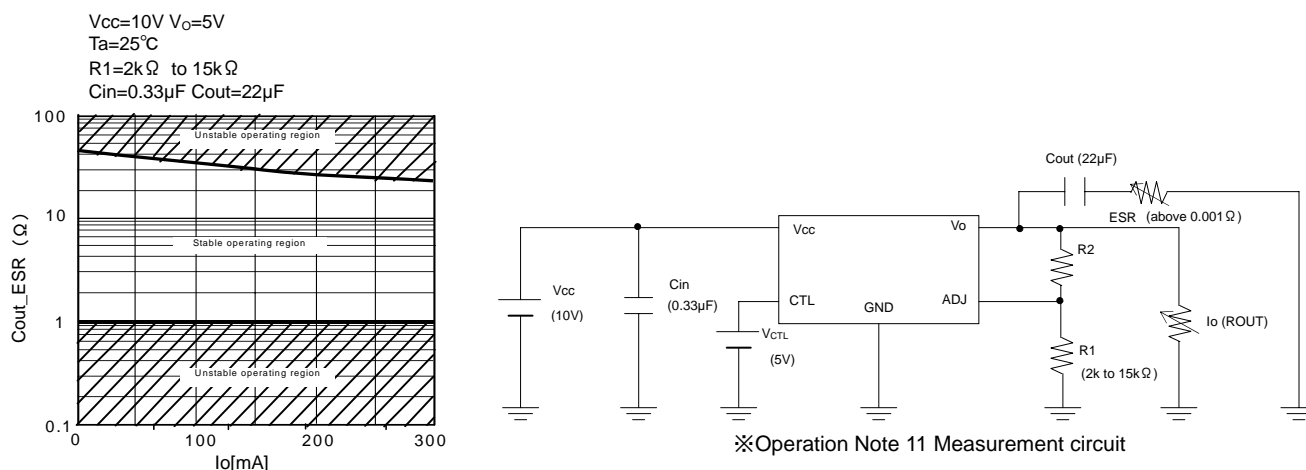 Vcc=10V Vo=5V
Ta=25℃
R1=2kΩ to 15kΩ
Cin=0.33µF Cout=22µF
Cout_ESR (Ω)
100
10
1
0.1
Unstable operating region
Stable operating region
Unstable operating region
0 100 200 300
Io[mA]
Cout (22µF)
ESR (above 0.001Ω)
Vcc
Vo
R2
Vcc
(10V)
Cin
(0.33µF)
CTL
GND
ADJ
VCTL
(5V)
Io (ROUT)
R1
(2k to 15kΩ)
※Operation Note 11 Measurement circuit